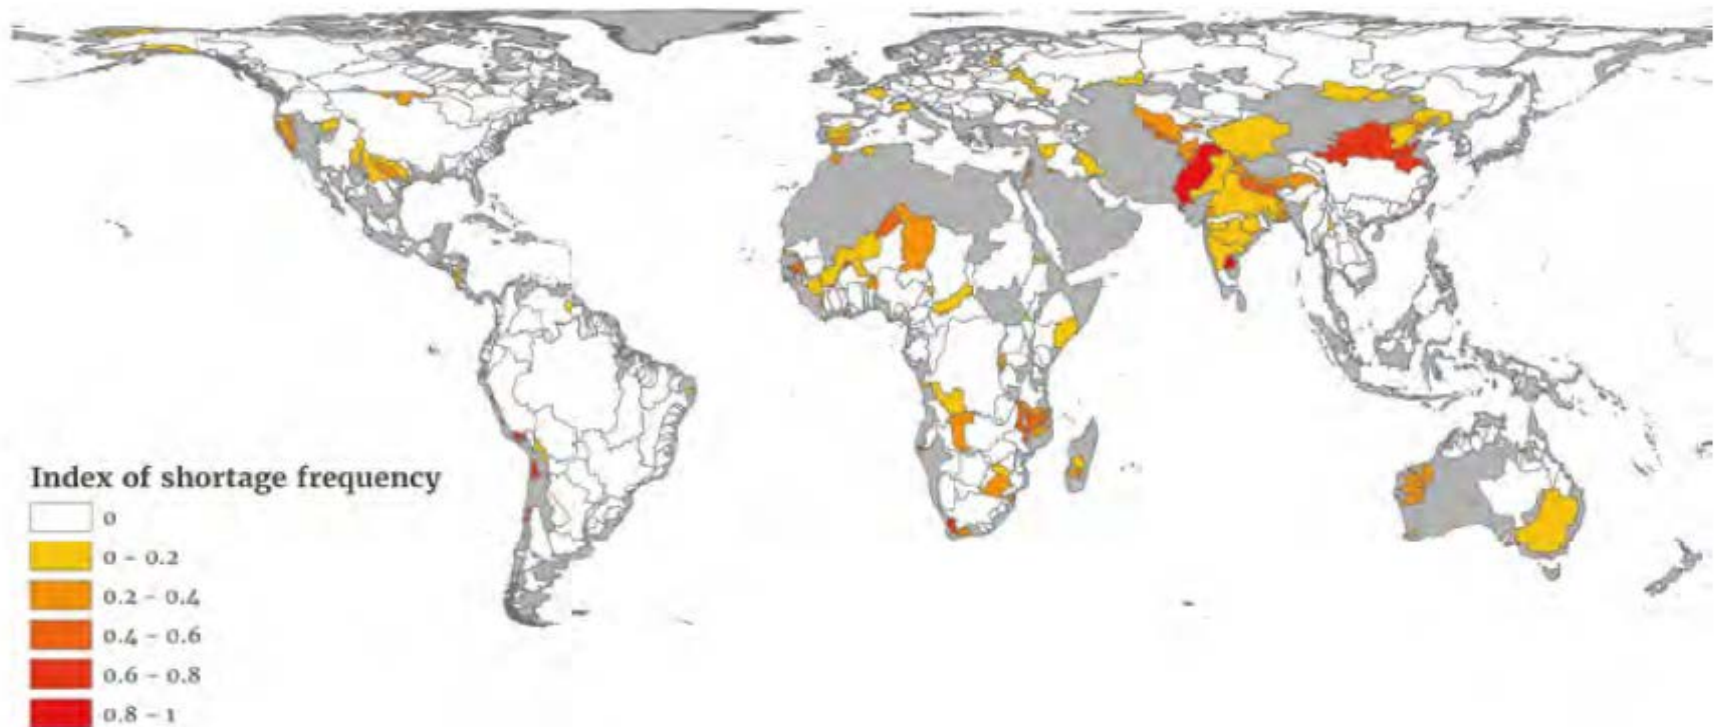 Index of shortage frequency
0
0 – 0.2
0.2 – 0.4
0.4 – 0.6
0.6 – 0.8
0.8 – 1